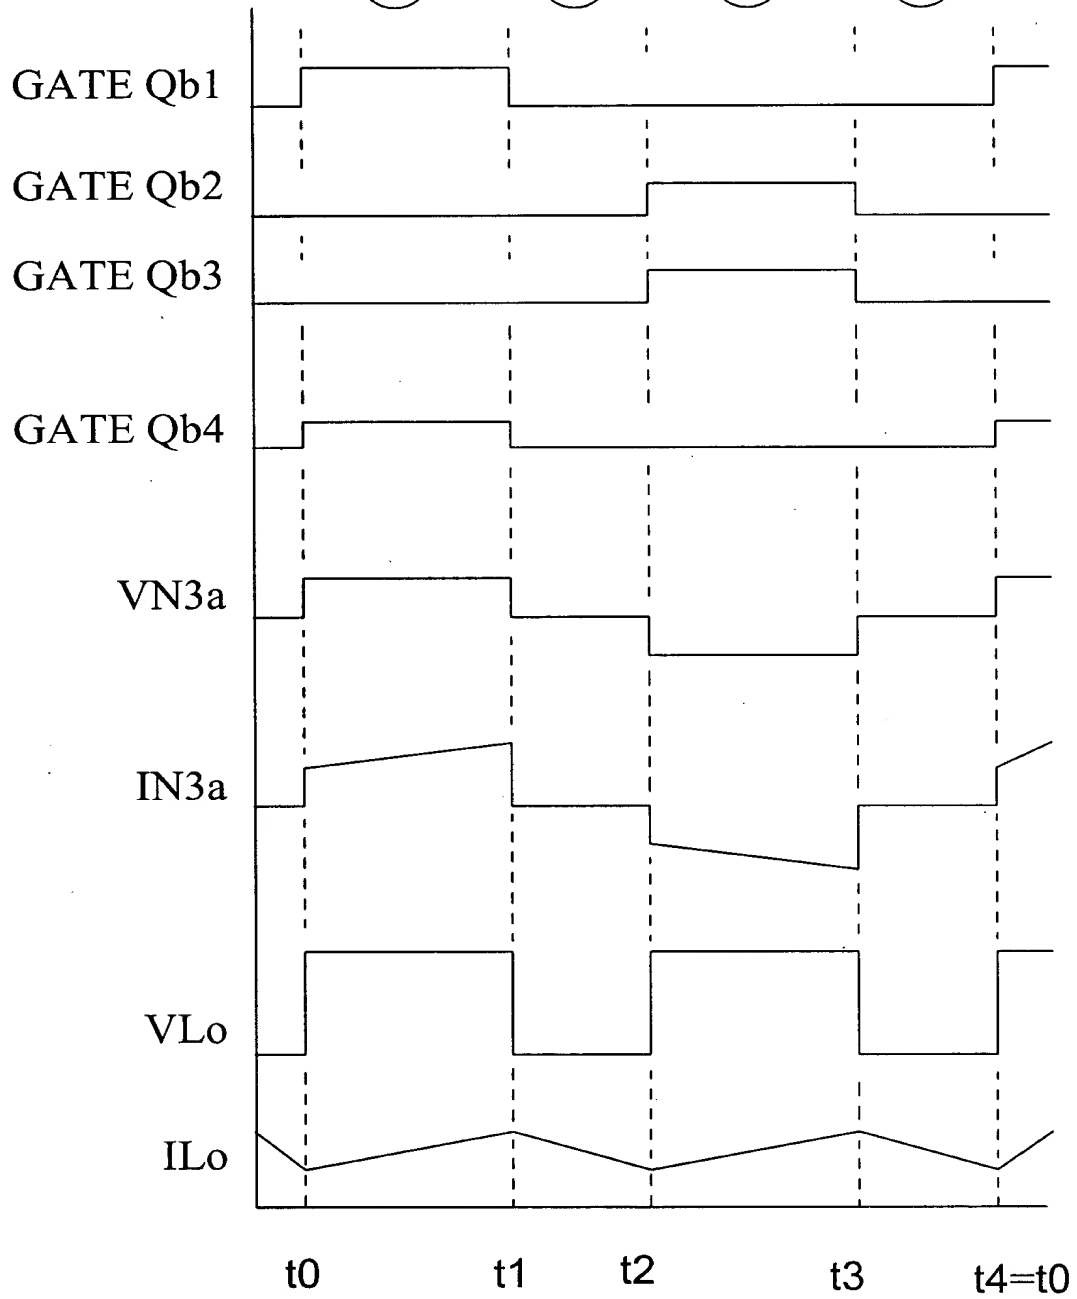 GATE Qb1
GATE Qb2
GATE Qb3
GATE Qb4
VN3a
IN3a
VLo
ILo
t0 t1 t2 t3 t4=t0